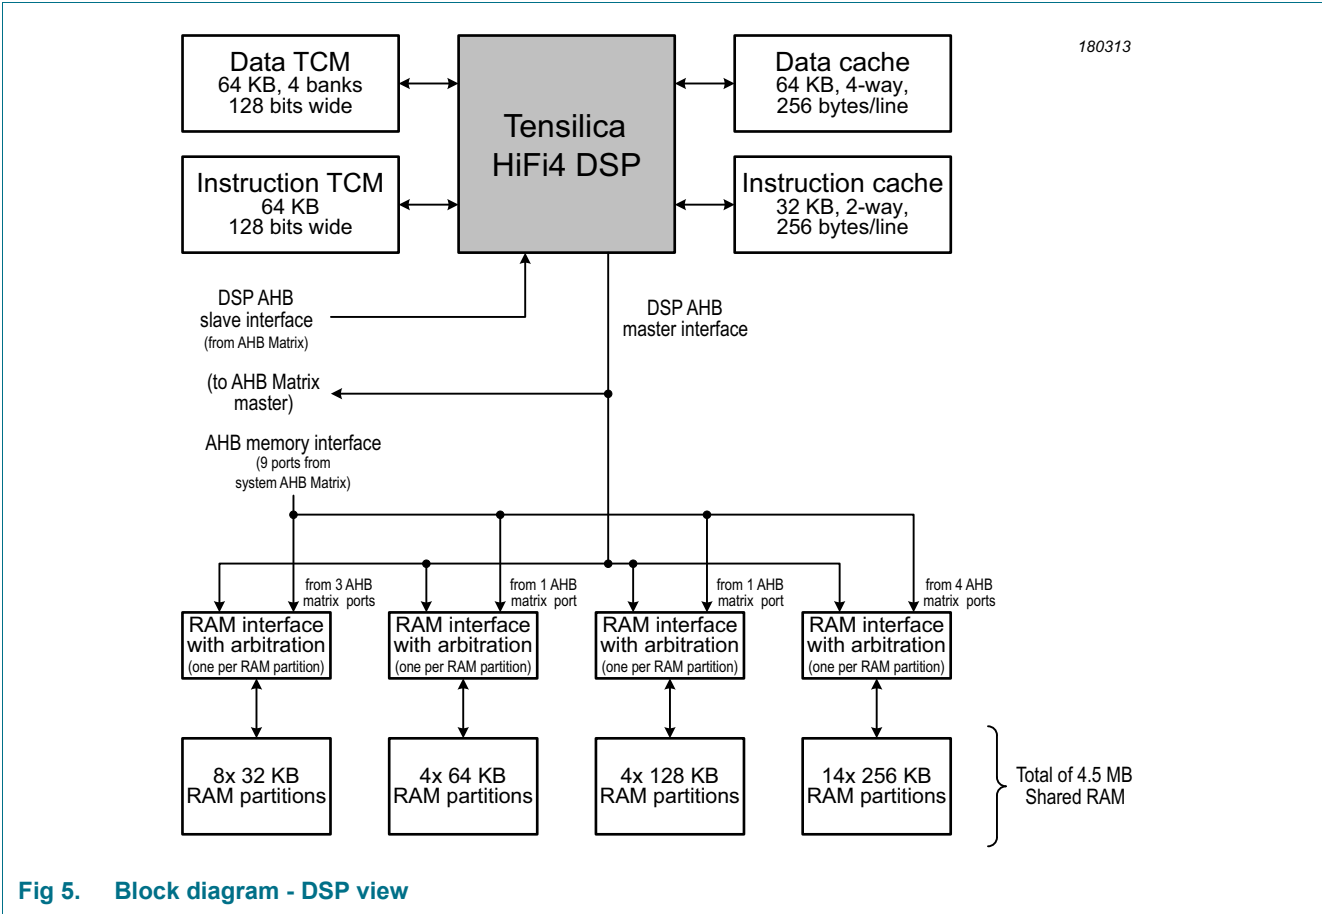 180313
Data TCM
64 KB, 4 banks
128 bits wide
Tensilica
HiFi4 DSP
Data cache
64 KB, 4-way,
256 bytes/line
Instruction TCM
64 KB
128 bits wide
Instruction cache
32 KB, 2-way,
256 bytes/line
DSP AHB
slave interface
(from AHB Matrix)
DSP AHB
master interface
(to AHB Matrix
master)
AHB memory interface
(9 ports from
system AHB Matrix)
from 3 AHB
matrix ports
from 1 AHB
matrix port
from 1 AHB
matrix port
from 4 AHB
matrix ports
RAM interface
with arbitration
(one per RAM partition)
RAM interface
with arbitration
(one per RAM partition)
RAM interface
with arbitration
(one per RAM partition)
RAM interface
with arbitration
(one per RAM partition)
8x 32 KB
RAM partitions
4x 64 KB
RAM partitions
4x 128 KB
RAM partitions
14x 256 KB
RAM partitions
Total of 4.5 MB
Shared RAM
Fig 5. Block diagram - DSP view